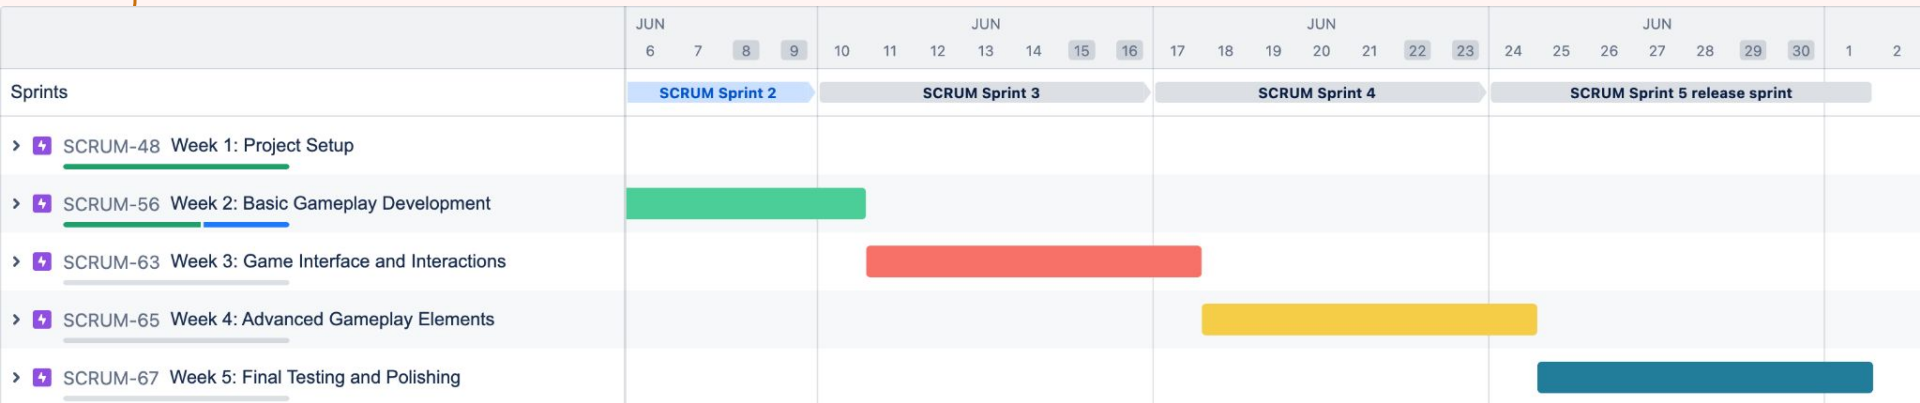 JUN JUN JUN JUN
6 7 8 9 10 11 12 13 14 15 16 17 18 19 20 21 22 23 24 25 26 27 28 29 30 1 2
Sprints SCRUM Sprint 2 SCRUM Sprint 3 SCRUM Sprint 4 SCRUM Sprint 5 release sprint
SCRUM-48 Week 1: Project Setup
SCRUM-56 Week 2: Basic Gameplay Development
SCRUM-63 Week 3: Game Interface and Interactions
SCRUM-65 Week 4: Advanced Gameplay Elements
SCRUM-67 Week 5: Final Testing and Polishing